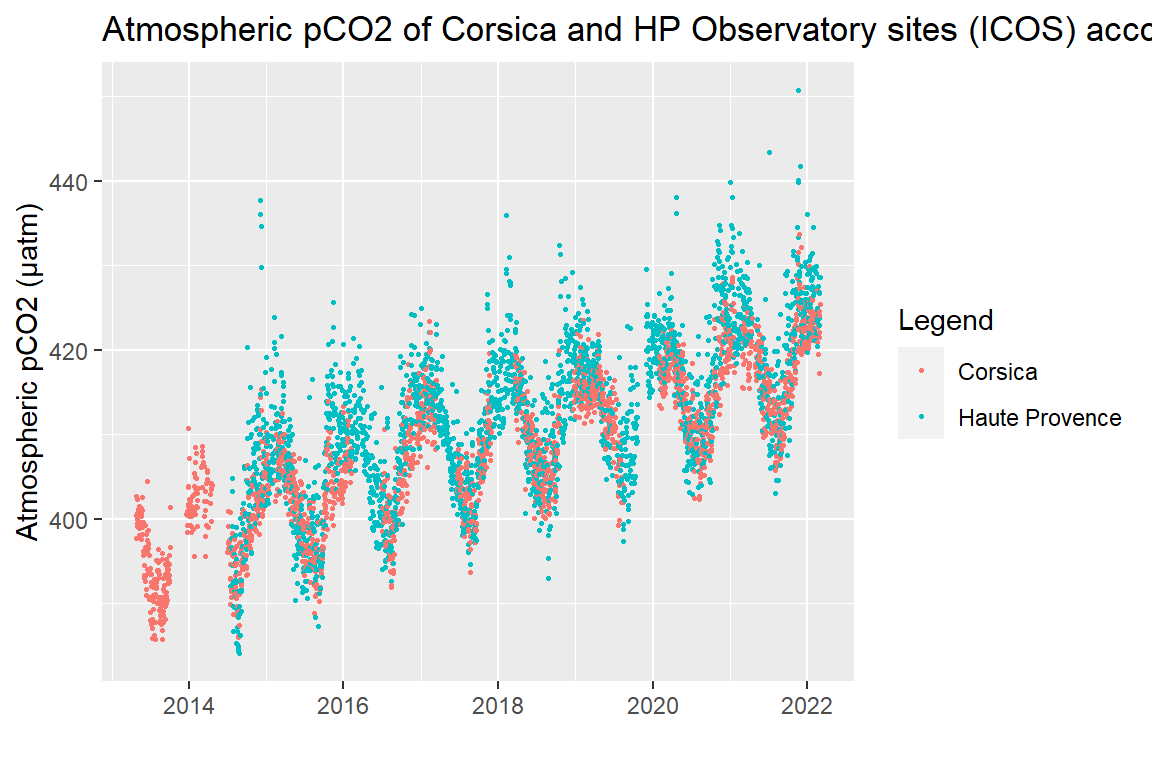 Atmospheric pCO2 of Corsica and HP Observatory sites (ICOS) acco
Atmospheric pCO2 (µatm)
440
420
400
2014
2016
2018
2020
2022
Legend
Corsica
Haute Provence